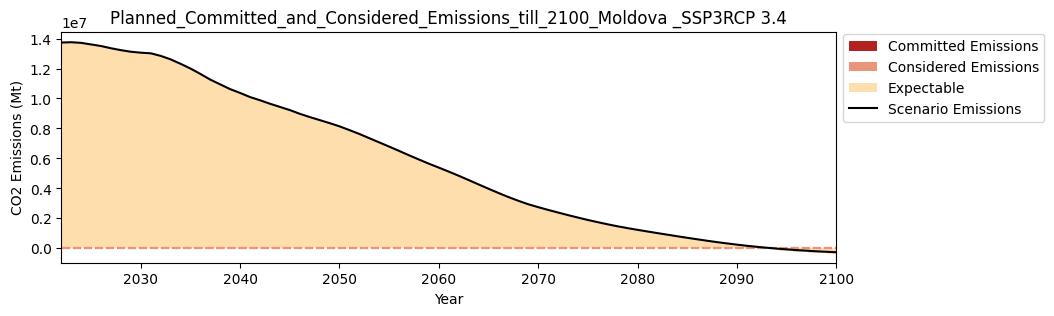 Planned_Committed_and_Considered_Emissions_till_2100_Moldova _SSP3RCP 3.4
1e7
1.4
1.2
1.0
0.8
0.6
0.4
0.2
0.0
CO2 Emissions (Mt)
2030 2040 2050 2060 2070 2080 2090 2100
Year
Committed Emissions
Considered Emissions
Expectable
Scenario Emissions